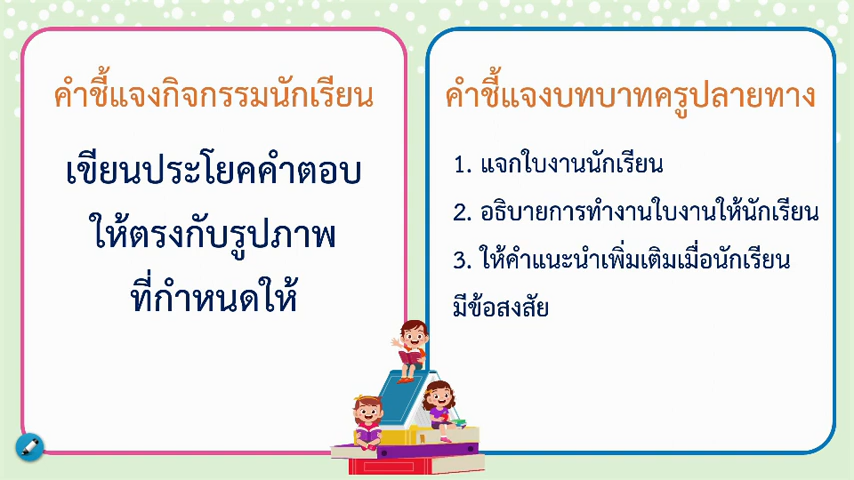 คำชี้แจงกิจกรรมนักเรียน
เขียนประโยคคำตอบ
ให้ตรงกับรูปภาพ
ที่กำหนดให้
คำชี้แจงบทบาทครูปลายทาง
1. แจกใบงานนักเรียน
2. อธิบายการทำงานใบงานให้นักเรียน
3. ให้คำแนะนำเพิ่มเติมเมื่อนักเรียน
มีข้อสงสัย